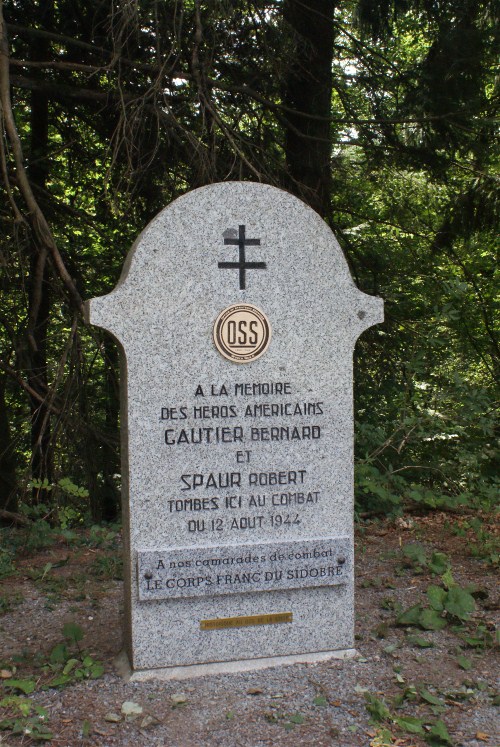 OSS
A LA MEMOIRE
DES HEROS AMERICAINS
GAUTIER BERNARD
ET
SPAUR ROBERT
TOMBES ICI AU COMBAT
DU 12 AOUT 1944
A nos camarades de combat
LE CORPS FRANC DU SIDOBRE